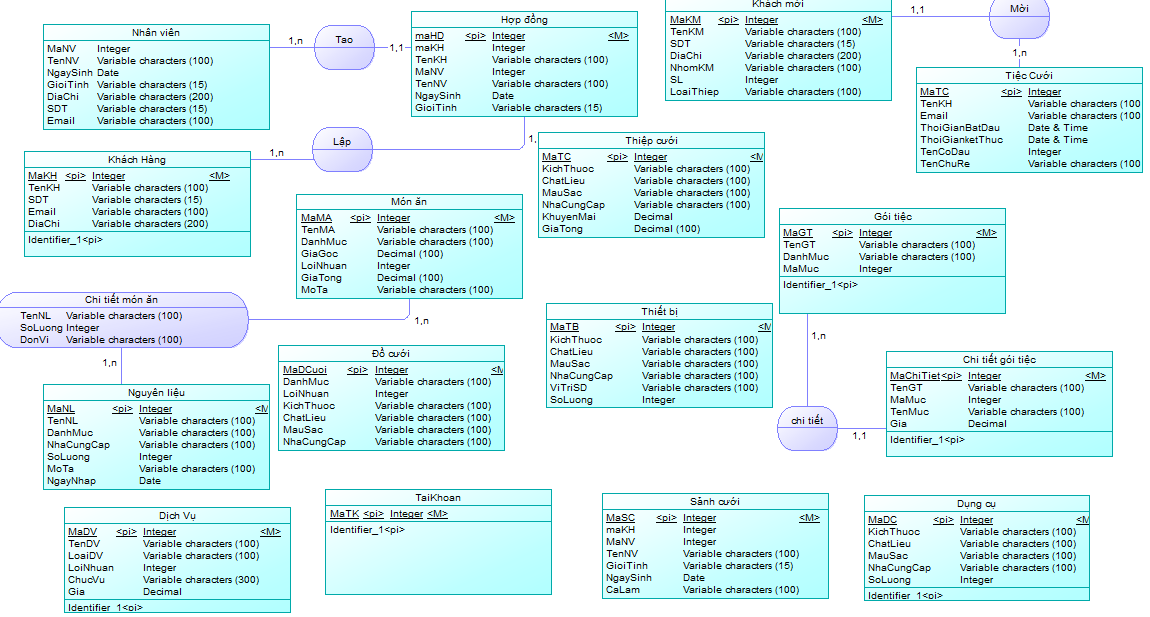 Nhân viên
MaNV Integer
TenNV Variable characters (100)
NgaySinh Date
GioiTinh Variable characters (15)
DiaChi Variable characters (200)
SDT Variable characters (15)
Email Variable characters (100)
1,n
Tao
1,1
Hợp đồng
maHD <pi> Integer <M>
maKH Integer
TenKH Variable characters (100)
MaNV Integer
TenNV Variable characters (100)
NgaySinh Date
GioiTinh Variable characters (15)
Khách mời
MaKM <pi> Integer <M>
TenKM Variable characters (100)
SDT Variable characters (15)
DiaChi Variable characters (200)
NhomKM Variable characters (100)
SL Integer
LoaiThiep Variable characters (100)
1,1
Mời
1,n
Tiệc Cưới
MaTC <pi> Integer
TenKH Variable characters (100
Email Variable characters (100
ThoiGianBatDau Date & Time
ThoiGianketThuc Date & Time
TenCoDau Integer
TenChuRe Variable characters (100
Khách Hàng
MaKH <pi> Integer <M>
TenKH Variable characters (100)
SDT Variable characters (15)
Email Variable characters (100)
DiaChi Variable characters (200)
Identifier_1<pi>
1,n
Lập
1,
Thiệp cưới
MaTC <pi> Integer <M
KichThuoc Variable characters (100)
ChatLieu Variable characters (100)
MauSac Variable characters (100)
NhaCungCap Variable characters (100)
KhuyenMai Decimal
GiaTong Decimal (100)
Món ăn
MaMA <pi> Integer <M>
TenMA Variable characters (100)
DanhMuc Variable characters (100)
GiaGoc Decimal (100)
LoiNhuan Integer
GiaTong Decimal (100)
MoTa Variable characters (100)
1,n
Gói tiệc
MaGT <pi> Integer <M>
TenGT Variable characters (100)
DanhMuc Variable characters (100)
MaMuc Integer
Identifier_1<pi>
1,n
Chi tiết món ăn
TenNL Variable characters (100)
SoLuong Integer
DonVi Variable characters (100)
1,n
Thiết bị
MaTB <pi> Integer <M
KichThuoc Variable characters (100)
ChatLieu Variable characters (100)
MauSac Variable characters (100)
NhaCungCap Variable characters (100)
ViTriSD Variable characters (100)
SoLuong Integer
Đồ cưới
MaDCuoi <pi> Integer <M
DanhMuc Variable characters (100)
LoiNhuan Integer
KichThuoc Variable characters (100)
ChatLieu Variable characters (100)
MauSac Variable characters (100)
NhaCungCap Variable characters (100)
Chi tiết gói tiệc
MaChiTiet<pi> Integer <M>
TenGT Variable characters (100)
MaMuc Integer
TenMuc Variable characters (100)
Gia Decimal
Identifier_1<pi>
chi tiết
1,1
Nguyên liệu
MaNL <pi> Integer <M
TenNL Variable characters (100)
DanhMuc Variable characters (100)
NhaCungCap Variable characters (100)
SoLuong Integer
MoTa Variable characters (100)
NgayNhap Date
Dịch Vụ
MaDV <pi> Integer <M>
TenDV Variable characters (100)
LoaiDV Variable characters (100)
LoiNhuan Integer
ChucVu Variable characters (300)
Gia Decimal
Identifier_1<pi>
TaiKhoan
MaTK <pi> Integer <M>
Identifier_1<pi>
Sảnh cưới
MaSC <pi> Integer <M>
maKH Integer
MaNV Integer
TenNV Variable characters (100)
GioiTinh Variable characters (15)
NgaySinh Date
CaLam Variable characters (100)
Dụng cụ
MaDC <pi> Integer <M
KichThuoc Variable characters (100)
ChatLieu Variable characters (100)
MauSac Variable characters (100)
NhaCungCap Variable characters (100)
SoLuong Integer
Identifier_1<pi>